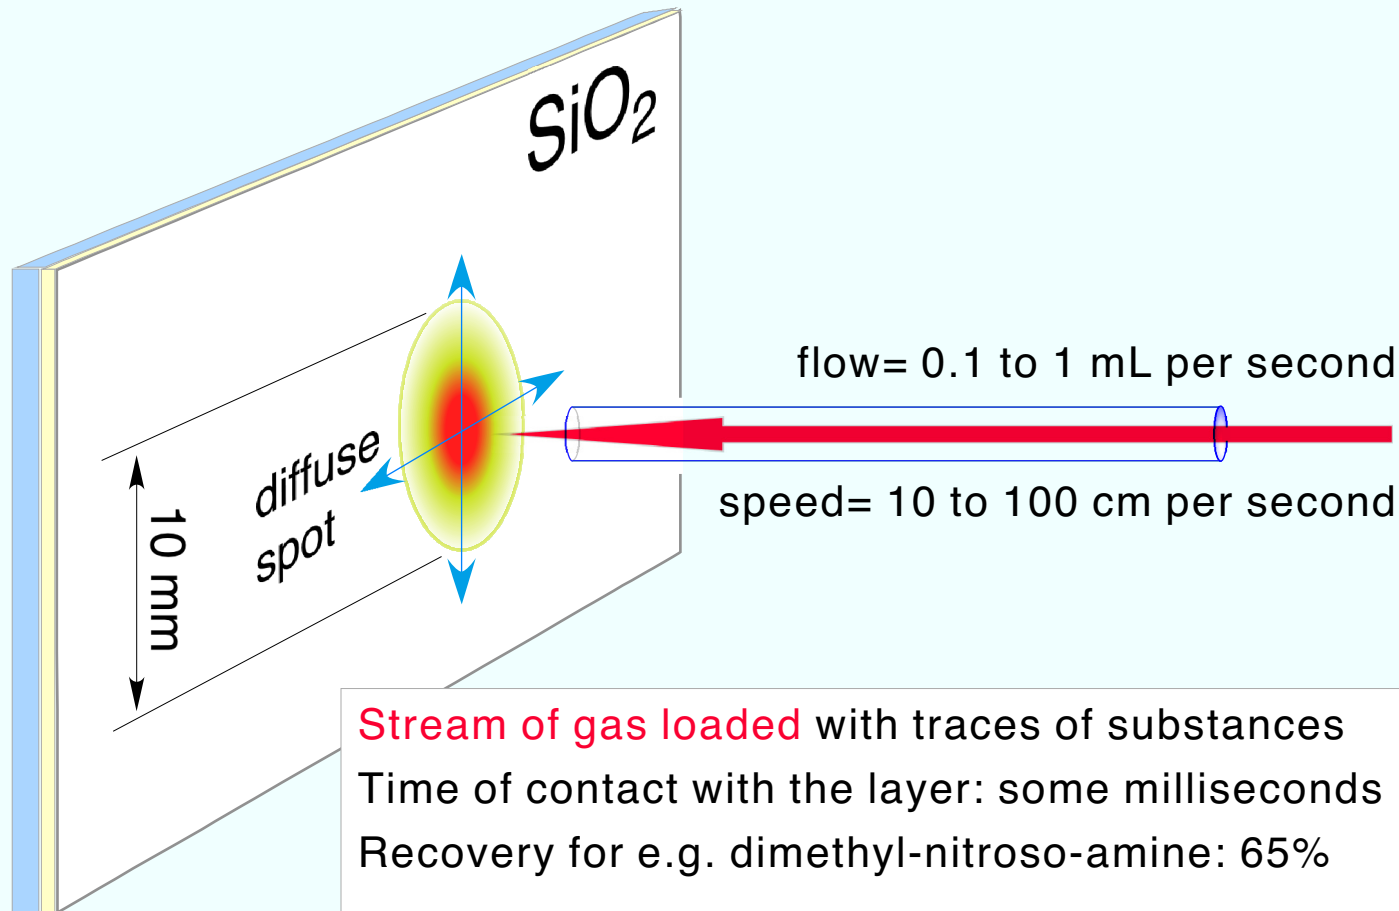 SiO2
flow= 0.1 to 1 mL per second
speed= 10 to 100 cm per second
diffuse
spot
10 mm
Stream of gas loaded with traces of substances
Time of contact with the layer: some milliseconds
Recovery for e.g. dimethyl-nitroso-amine: 65%